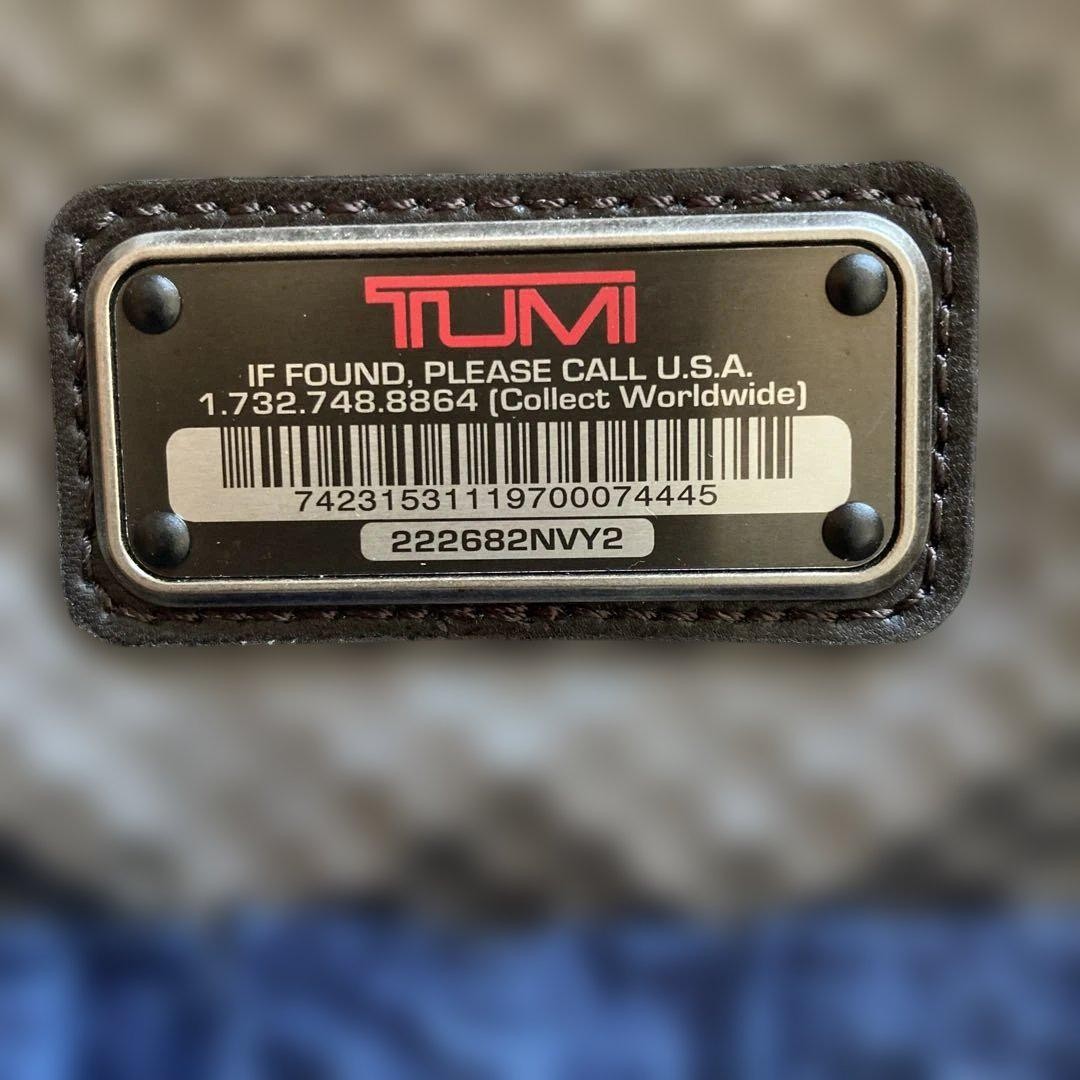 TUMI
IF FOUND, PLEASE CALL U.S.A.
1.732.748.8864 (Collect Worldwide)
74231531119700074445
222682NVY2